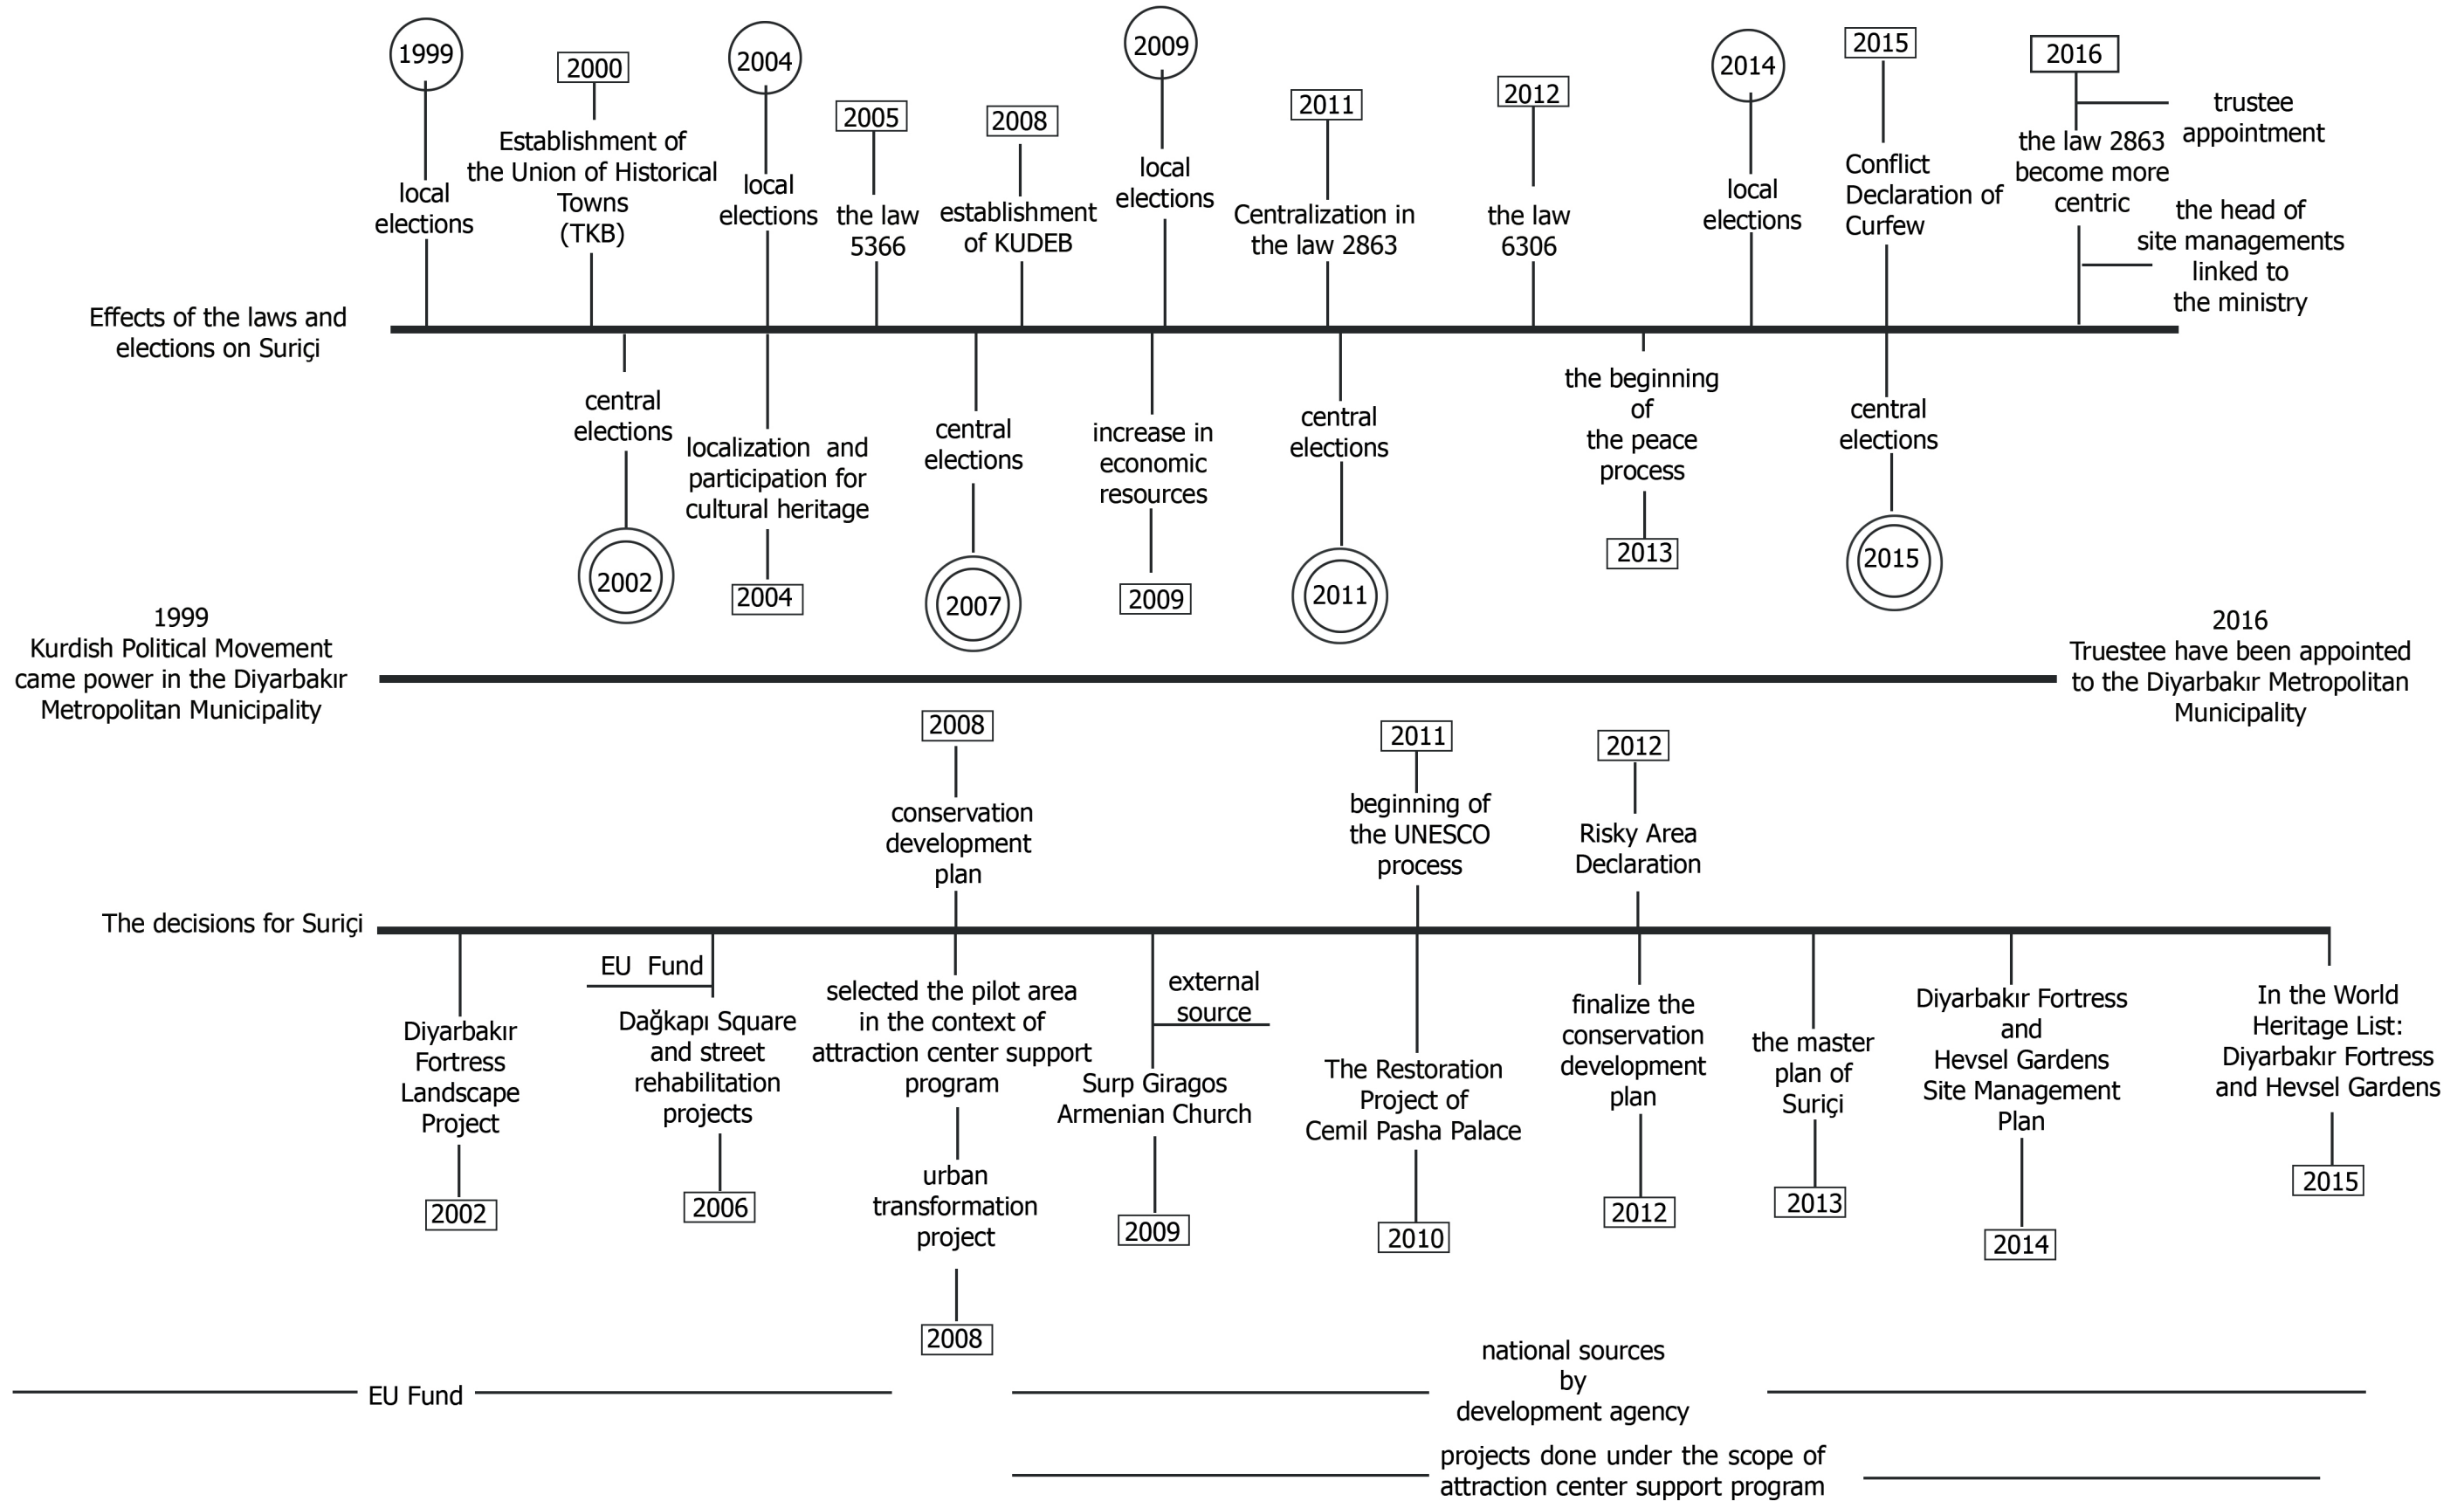 1999
local
elections
2000
Establishment of
the Union of Historical
Towns
(TKB)
2004
local
elections
2005
the law
5366
2008
establishment
of KUDEB
2009
local
elections
2011
Centralization in
the law 2863
2012
the law
6306
2014
local
elections
2015
Conflict
Declaration of
Curfew
2016
trustee
appointment
the law 2863
become more
centric
the head of
site managements
linked to
the ministry
Effects of the laws and
elections on Suriçi
central
elections
2002
localization and
participation for
cultural heritage
2004
central
elections
2007
increase in
economic
resources
2009
central
elections
2011
the beginning
of
the peace
process
2013
central
elections
2015
1999
Kurdish Political Movement
came power in the Diyarbakır
Metropolitan Municipality
2016
Truestee have been appointed
to the Diyarbakır Metropolitan
Municipality
2008
conservation
development
plan
2011
beginning of
the UNESCO
process
2012
Risky Area
Declaration
The decisions for Suriçi
Diyarbakır
Fortress
Landscape
Project
2002
EU Fund
Dağkapı Square
and street
rehabilitation
projects
2006
selected the pilot area
in the context of
attraction center support
program
urban
transformation
project
2008
external
source
Surp Giragos
Armenian Church
2009
The Restoration
Project of
Cemil Pasha Palace
2010
finalize the
conservation
development
plan
2012
the master
plan of
Suriçi
2013
Diyarbakır Fortress
and
Hevsel Gardens
Site Management
Plan
2014
In the World
Heritage List:
Diyarbakır Fortress
and Hevsel Gardens
2015
EU Fund
national sources
by
development agency
projects done under the scope of
attraction center support program